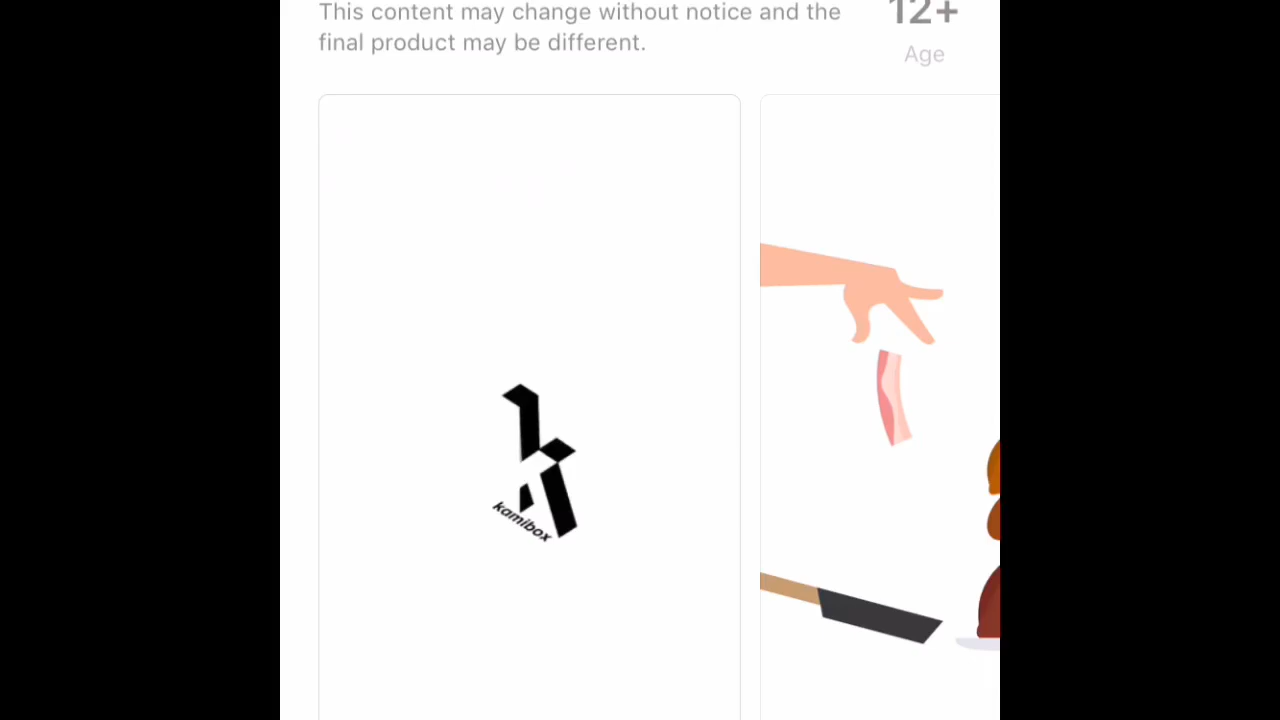 This content may change without notice and the
final product may be different.
12+
Age
kamibox